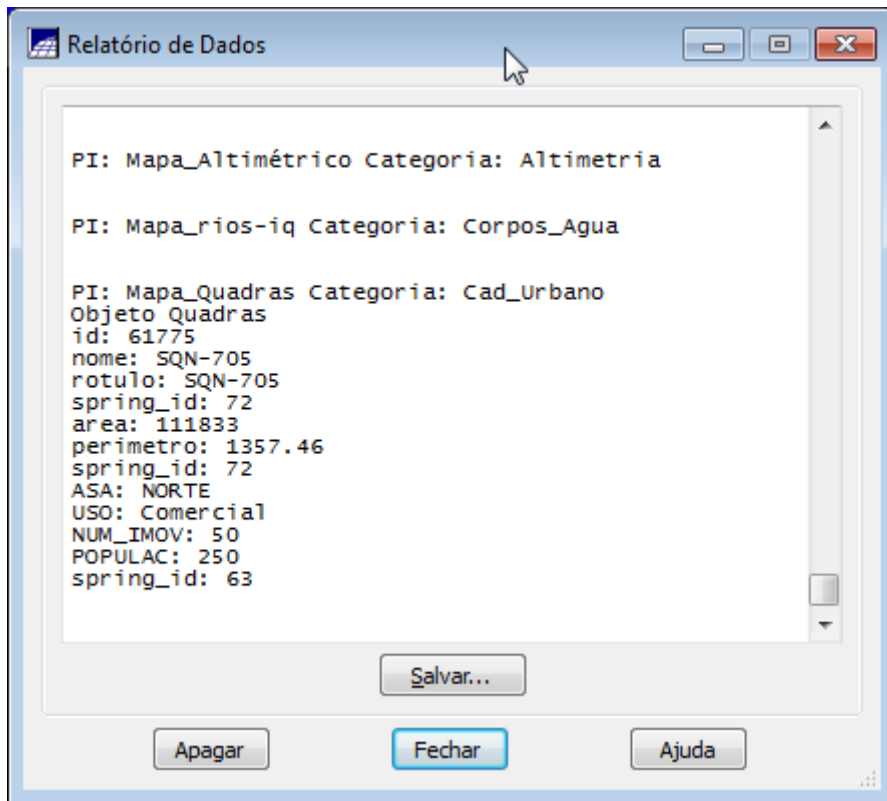 Relatório de Dados
PI: Mapa_Altimétrico Categoria: Altimetria
PI: Mapa_rios-iq Categoria: Corpos_Agua
PI: Mapa_Quadras Categoria: Cad_Urbano
Objeto Quadras
id: 61775
nome: SQN-705
rotulo: SQN-705
spring_id: 72
area: 111833
perimetro: 1357.46
spring_id: 72
ASA: NORTE
USO: Comercial
NUM_IMOV: 50
POPULAC: 250
spring_id: 63
Salvar...
Apagar Fechar Ajuda